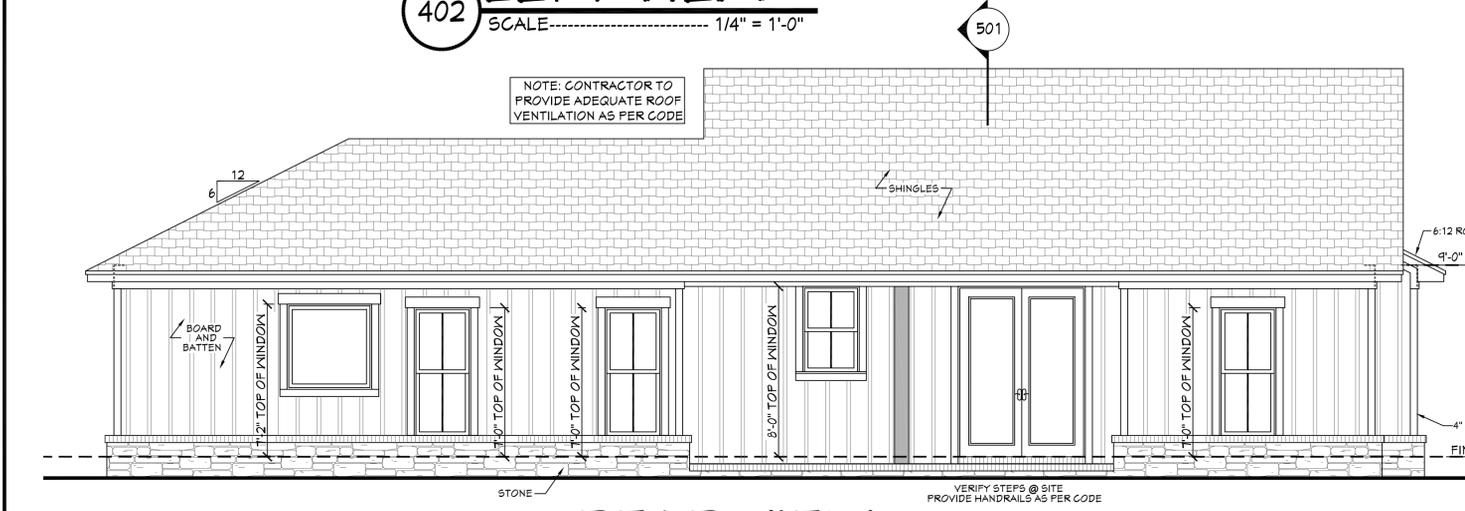 402
SCALE-------------------------- 1/4" = 1'-0"
501
NOTE: CONTRACTOR TO
PROVIDE ADEQUATE ROOF
VENTILATION AS PER CODE
12
6
SHINGLES
6:12
9'-0"
BOARD
AND
BATTEN
7'-2" TOP OF WINDOW
7'-0" TOP OF WINDOW
7'-0" TOP OF WINDOW
8'-0" TOP OF WINDOW
7'-0" TOP OF WINDOW
4"
STONE
VERIFY STEPS @ SITE
PROVIDE HANDRAILS AS PER CODE